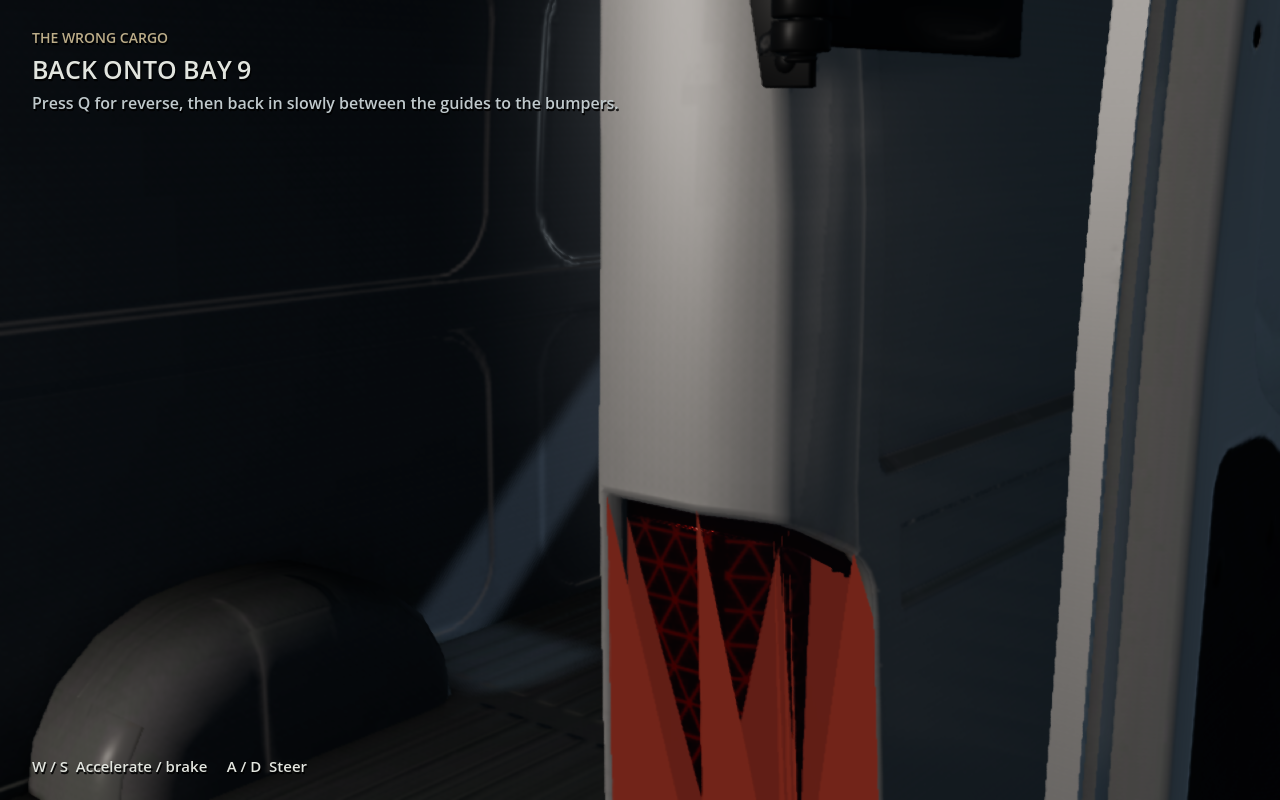 THE WRONG CARGO
BACK ONTO BAY 9
Press Q for reverse, then back in slowly between the guides to the bumpers.
W / S Accelerate / brake A / D Steer